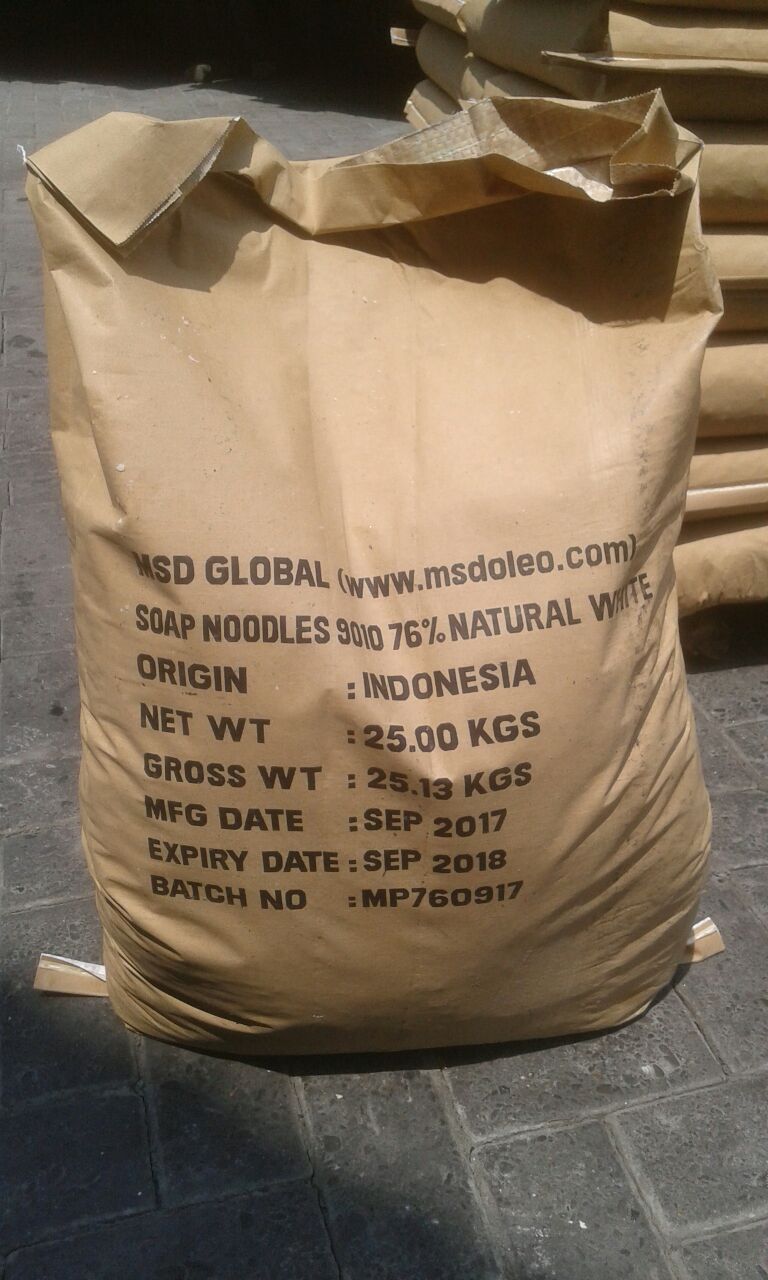 MSD GLOBAL (www.msdoleo.com)
SOAP NOODLES 9010 76% NATURAL WHITE
ORIGIN : INDONESIA
NET WT : 25.00 KGS
GROSS WT : 25.13 KGS
MFG DATE : SEP 2017
EXPIRY DATE : SEP 2018
BATCH NO : MP760917